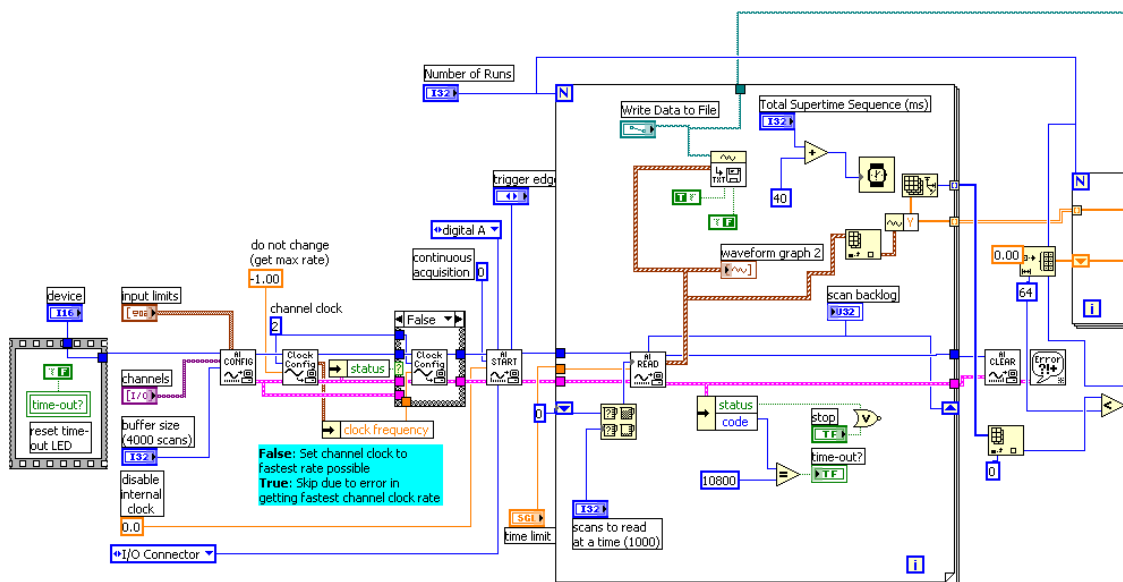 Number of Runs
I32
N
Write Data to File
TXT
T
F
Total Supertime Sequence (ms)
I32
40
trigger edge
digital A
do not change
(get max rate)
-1.00
continuous
acquisition
0
waveform graph 2
Y
N
0.00
64
i
device
I16
input limits
channel clock
2
False
scan backlog
U32
F
time-out?
reset time-
out LED
channels
I/O
buffer size
(4000 scans)
I32
disable
internal
clock
0.0
I/O Connector
AI
CONFIG
Clock
Config
status
?
Clock
Config
clock frequency
AI
START
AI
READ
AI
CLEAR
Error
?!+
False: Set channel clock to
fastest rate possible
True: Skip due to error in
getting fastest channel clock rate
0
SGL
time limit
I32
scans to read
at a time (1000)
status
code
stop
TF
V
time-out?
TF
10800
=
<
0
i